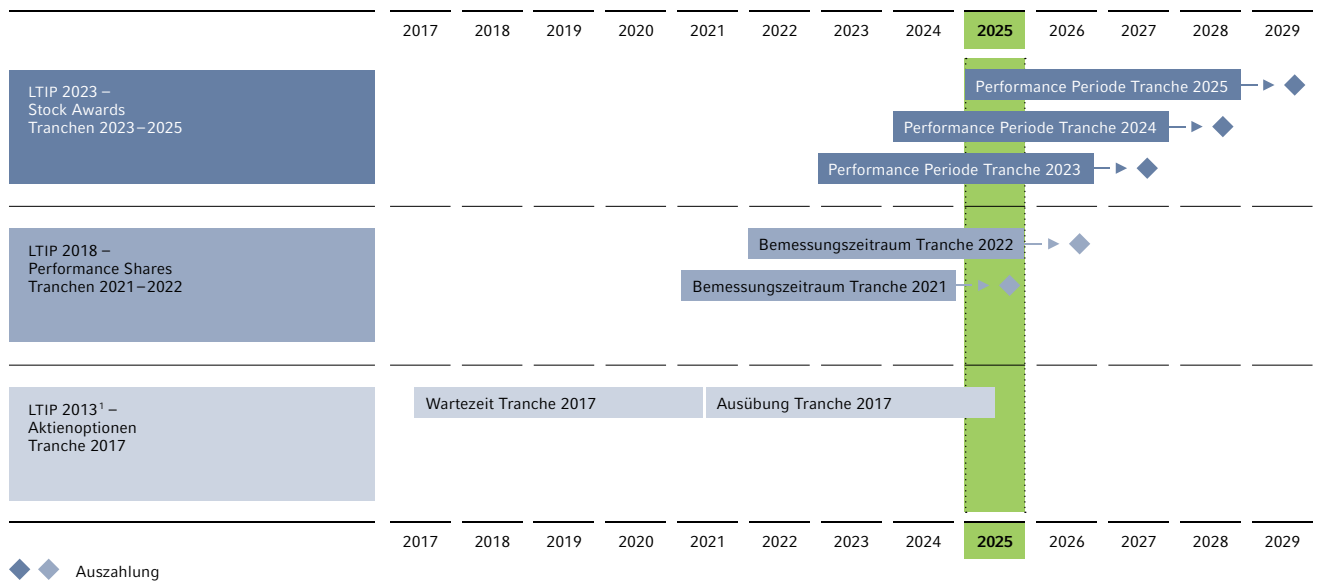 2017 2018 2019 2020 2021 2022 2023 2024 2025 2026 2027 2028 2029
LTIP 2023 –
Stock Awards
Tranchen 2023–2025
Performance Periode Tranche 2025
Performance Periode Tranche 2024
Performance Periode Tranche 2023
LTIP 2018 –
Performance Shares
Tranchen 2021–2022
Bemessungszeitraum Tranche 2022
Bemessungszeitraum Tranche 2021
LTIP 2013¹ –
Aktienoptionen
Tranche 2017
Wartezeit Tranche 2017
Ausübung Tranche 2017
2017 2018 2019 2020 2021 2022 2023 2024 2025 2026 2027 2028 2029
Auszahlung